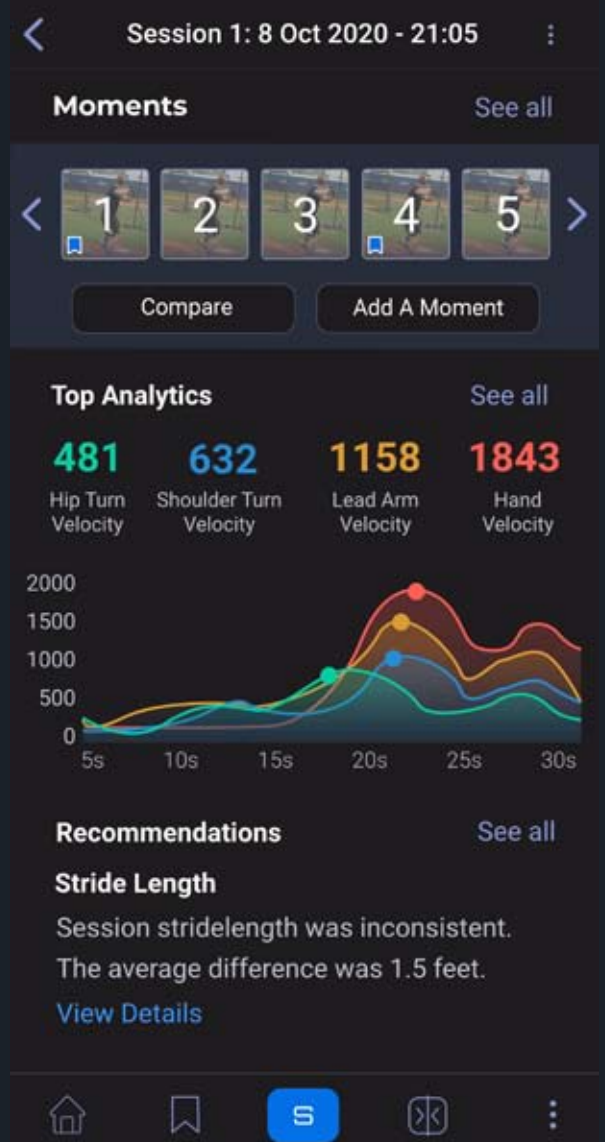 Session 1: 8 Oct 2020 - 21:05
Moments
See all
1 2 3 4 5
Compare
Add A Moment
Top Analytics
See all
481 632 1158 1843
Hip Turn Velocity
Shoulder Turn Velocity
Lead Arm Velocity
Hand Velocity
2000
1500
1000
500
0
5s 10s 15s 20s 25s 30s
Recommendations
See all
Stride Length
Session stridelength was inconsistent.
The average difference was 1.5 feet.
View Details
S